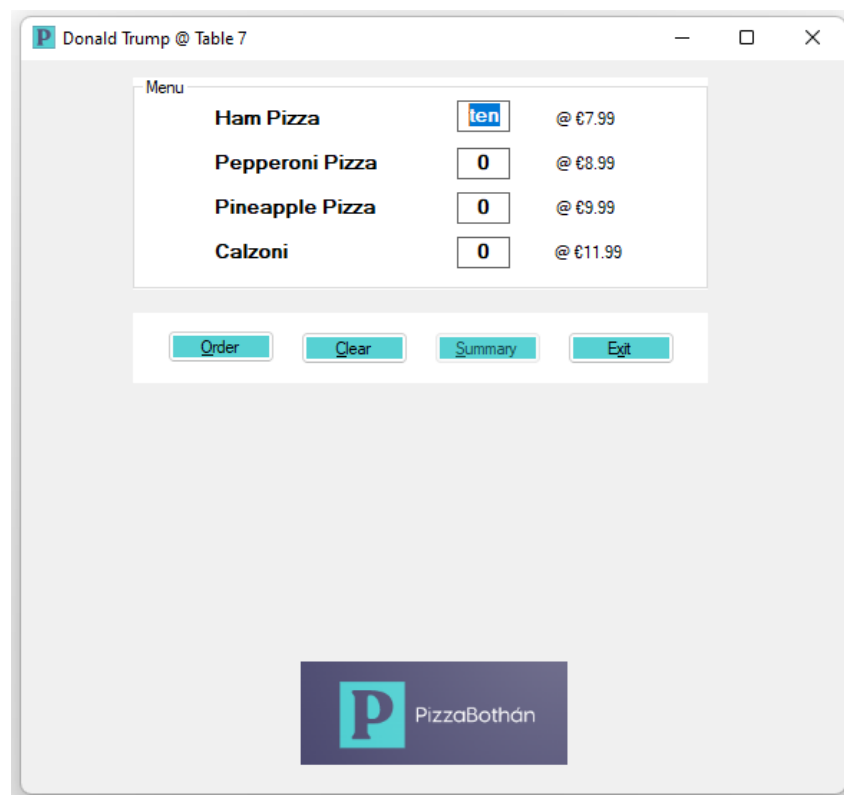 P Donald Trump @ Table 7
Menu
Ham Pizza ten @ €7.99
Pepperoni Pizza 0 @ €8.99
Pineapple Pizza 0 @ €9.99
Calzoni 0 @ €11.99
Order Clear Summary Exit
P PizzaBothán